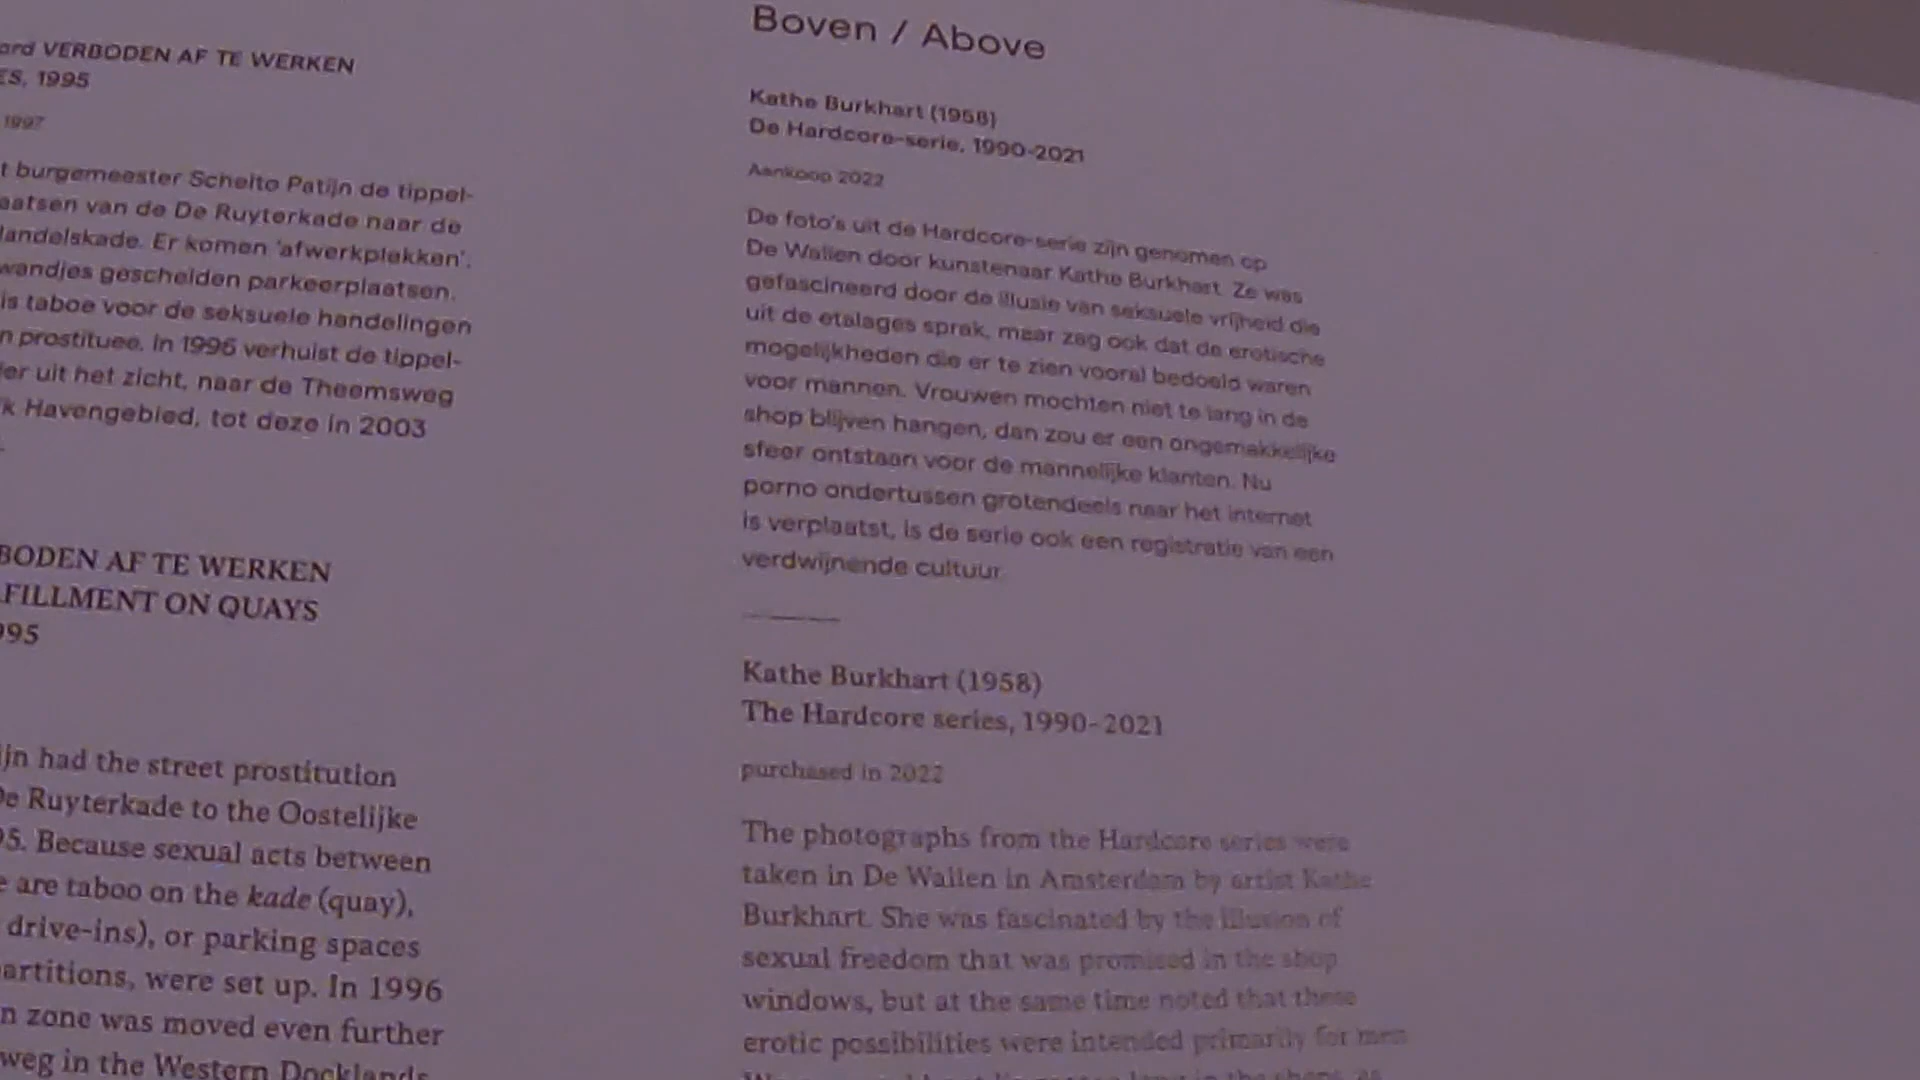 ord VERBODEN AF TE WERKEN
ES, 1995
1997
t burgemeester Schelto Patijn de tippel-
aatsen van de De Ruyterkade naar de
landelskade. Er komen 'afwerkplekken'.
wandjes gescheiden parkeerplaatsen.
is taboe voor de seksuele handelingen
n prostituee. In 1996 verhuist de tippel-
er uit het zicht, naar de Theemsweg
k Havengebied, tot deze in 2003
BODEN AF TE WERKEN
FILLMENT ON QUAYS
995
ijn had the street prostitution
De Ruyterkade to the Oostelijke
95. Because sexual acts between
e are taboo on the kade (quay),
drive-ins), or parking spaces
artitions, were set up. In 1996
n zone was moved even further
weg in the Western Docklands
Boven / Above
Kathe Burkhart (1958)
De Hardcore-serie, 1990-2021
Aankoop 2022
De foto's uit de Hardcore-serie zijn genomen op
De Wallen door kunstenaar Kathe Burkhart. Ze was
gefascineerd door de illusie van seksuele vrijheid die
uit de etalages sprak, maar zag ook dat de erotische
mogelijkheden die er te zien vooral bedoeld waren
voor mannen. Vrouwen mochten niet te lang in de
shop blijven hangen, dan zou er een ongemakkelijke
sfeer ontstaan voor de mannelijke klanten. Nu
porno ondertussen grotendeels naar het internet
is verplaatst, is de serie ook een registratie van een
verdwijnende cultuur.
Kathe Burkhart (1958)
The Hardcore series, 1990-2021
purchased in 2022
The photographs from the Hardcore series were
taken in De Wallen in Amsterdam by artist Kathe
Burkhart. She was fascinated by the illusion of
sexual freedom that was promised in the shop
windows, but at the same time noted that these
erotic possibilities were intended primarily for men